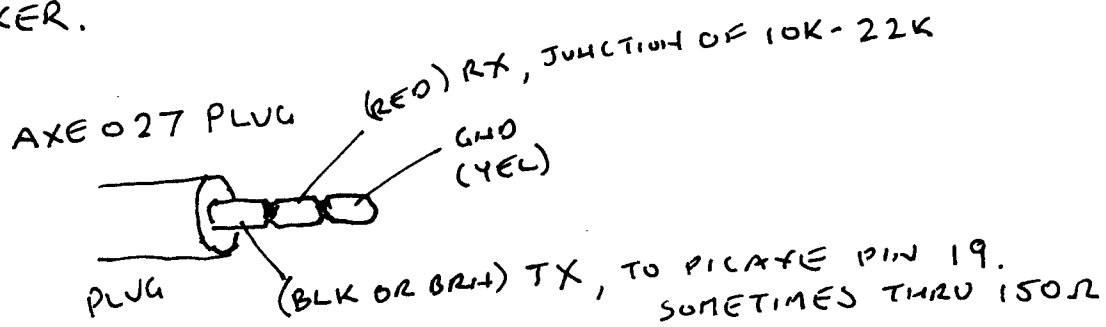 KER.
(RED) RX, JUNCTION OF 10K-22K
AXE027 PLUG
GND
(YEL)
(BLK OR BRN) TX, TO PICAXE PIN 19.
SOMETIMES THRU 150Ω
PLUG